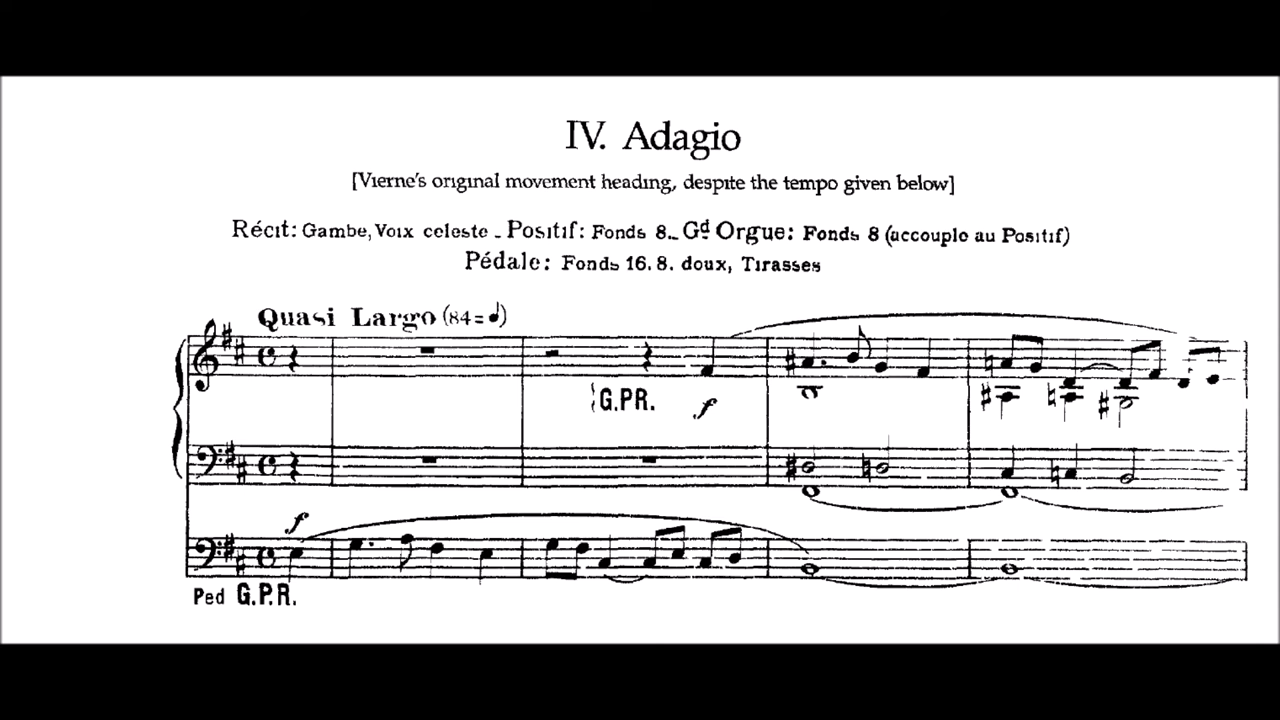 IV. Adagio
[Vierne's original movement heading, despite the tempo given below]
Récit: Gambe, Voix celeste - Positif: Fonds 8.. Gd Orgue: Fonds 8 (accouplé au Positif)
Pédale: Fonds 16. 8. doux, Tirasses
Quasi Largo (84=♩)
G.PR.
f
f
Ped G.P.R.